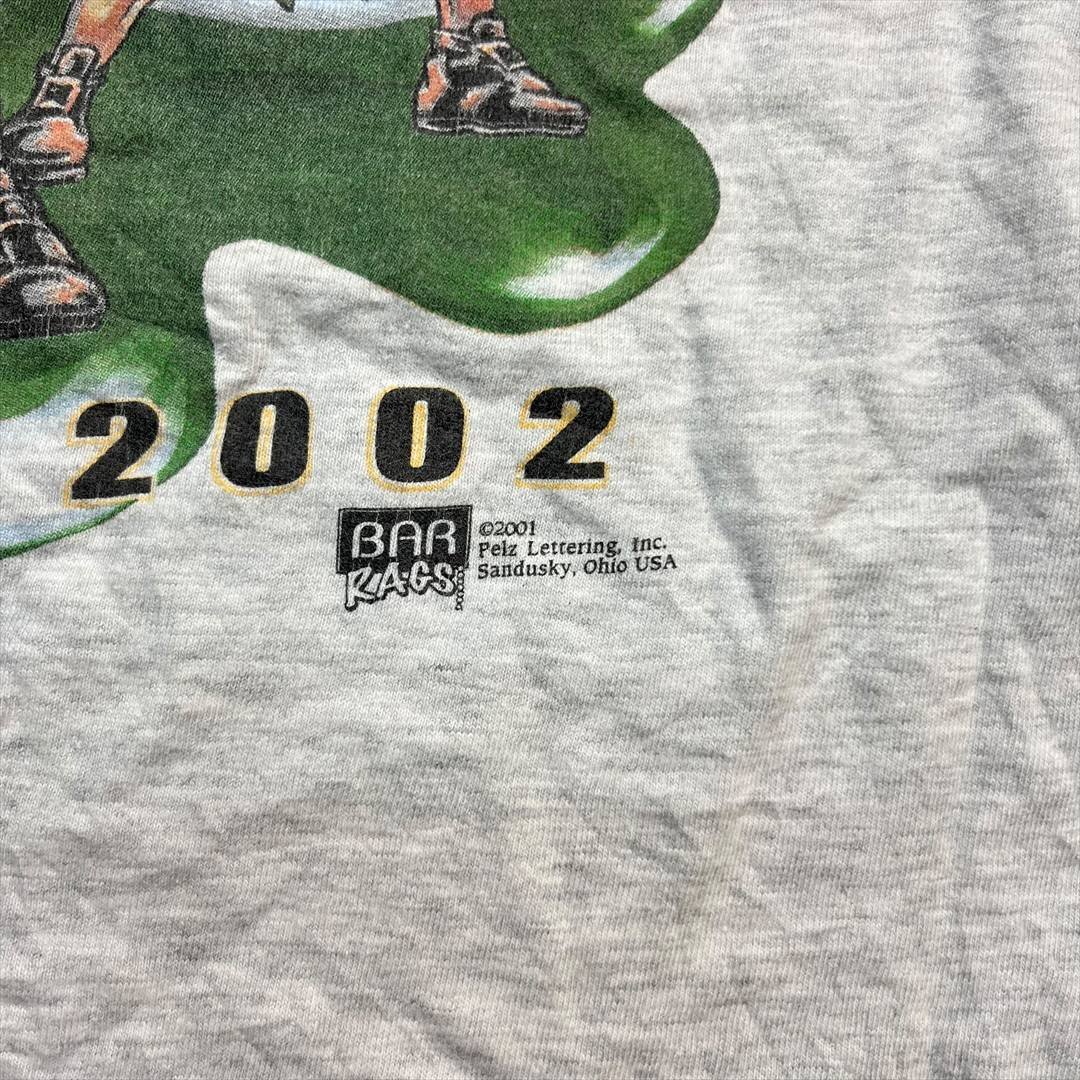 2002
BAR
RAGS
©2001
Pelz Lettering, Inc.
Sandusky, Ohio USA